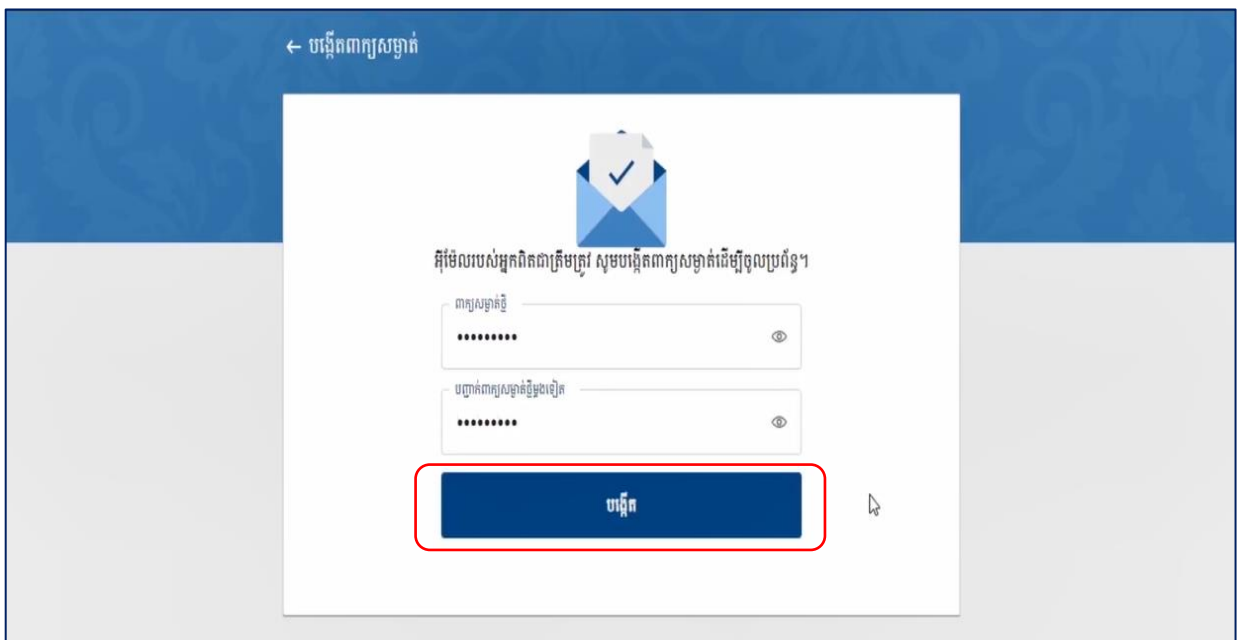 ← បង្កើតពាក្យសម្ងាត់
អ៊ីម៉ែលរបស់អ្នកពិតជាត្រឹមត្រូវ សូមបង្កើតពាក្យសម្ងាត់ដើម្បីចូលប្រព័ន្ធ។
ពាក្យសម្ងាត់ថ្មី
•••••••••
បញ្ជាក់ពាក្យសម្ងាត់ថ្មីម្តងទៀត
•••••••••
បង្កើត